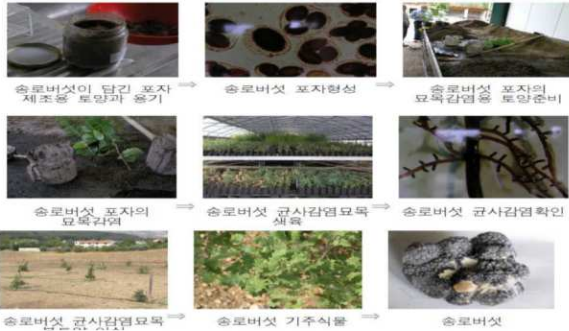 송로버섯이 담긴 포자
제조용 토양과 용기
송로버섯 포자형성
송로버섯 포자의
묘목감염용 토양준비
송로버섯 포자의
묘목감염
송로버섯 균사감염묘목
생육
송로버섯 균사감염확인
송로버섯 균사감염묘목
송로버섯 기주식물
송로버섯